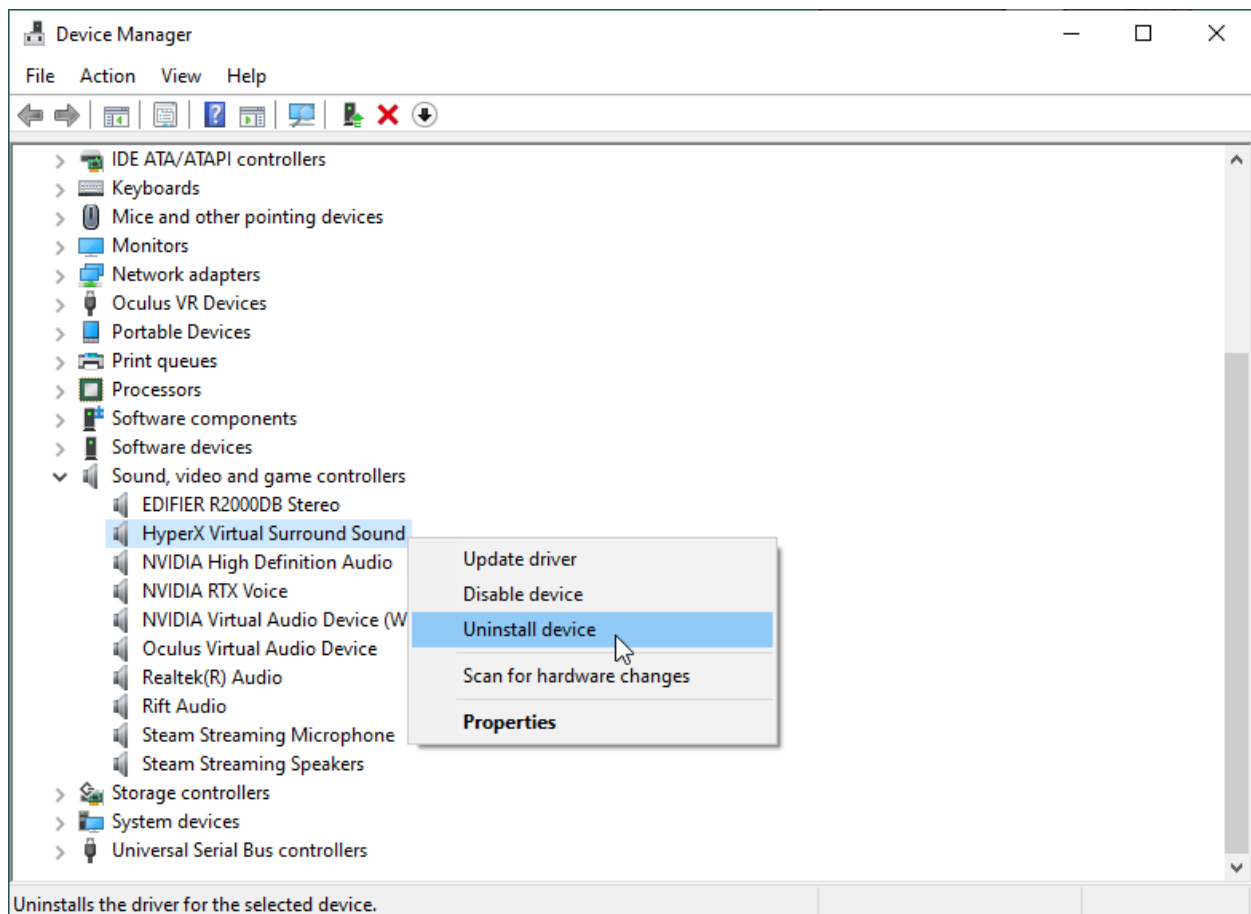 Device Manager
File Action View Help
IDE ATA/ATAPI controllers
Keyboards
Mice and other pointing devices
Monitors
Network adapters
Oculus VR Devices
Portable Devices
Print queues
Processors
Software components
Software devices
Sound, video and game controllers
EDIFIER R2000DB Stereo
HyperX Virtual Surround Sound
NVIDIA High Definition Audio
NVIDIA RTX Voice
NVIDIA Virtual Audio Device (W
Oculus Virtual Audio Device
Realtek(R) Audio
Rift Audio
Steam Streaming Microphone
Steam Streaming Speakers
Storage controllers
System devices
Universal Serial Bus controllers
Update driver
Disable device
Uninstall device
Scan for hardware changes
Properties
Uninstalls the driver for the selected device.